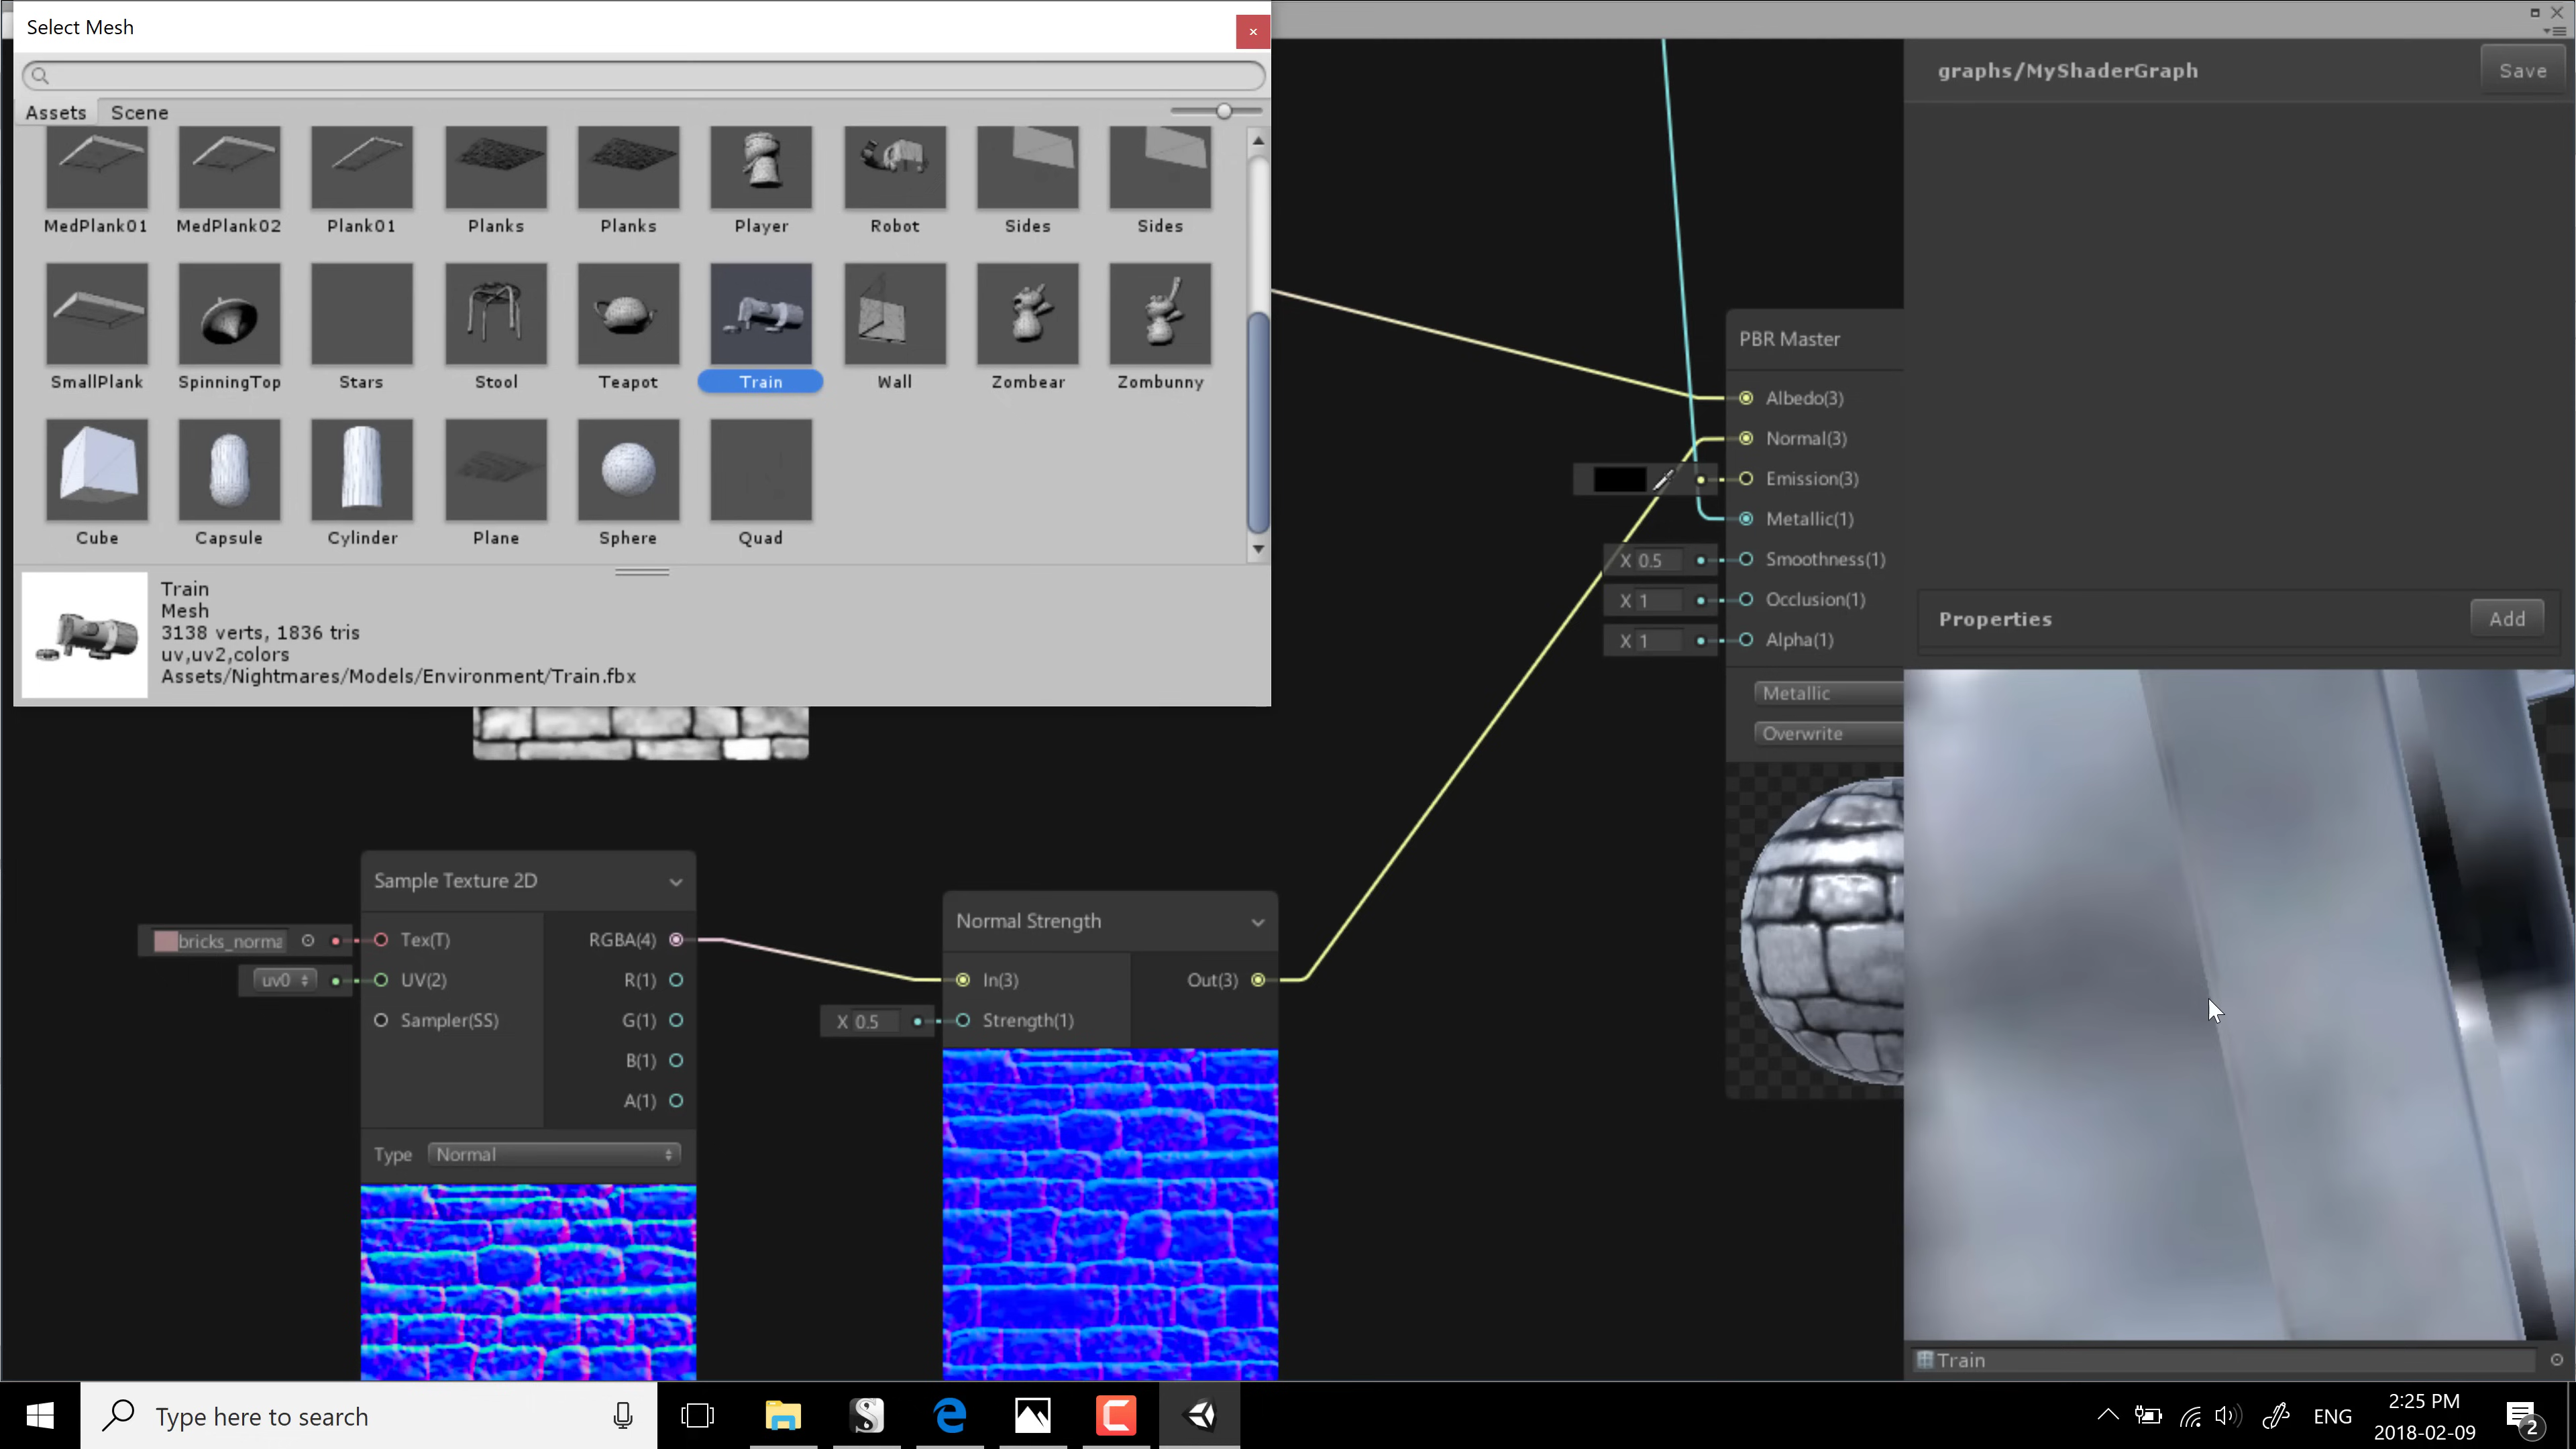 Select Mesh
graphs/MyShaderGraph
Save
Assets
Scene
MedPlank01
MedPlank02
Plank01
Planks
Planks
Player
Robot
Sides
Sides
SmallPlank
SpinningTop
Stars
Stool
Teapot
Train
Wall
Zombear
Zombunny
Cube
Capsule
Cylinder
Plane
Sphere
Quad
Train
Mesh
3138 verts, 1836 tris
uv,uv2,colors
Assets/Nightmares/Models/Environment/Train.fbx
PBR Master
Albedo(3)
Normal(3)
Emission(3)
Metallic(1)
X 0.5
Smoothness(1)
X 1
Occlusion(1)
X 1
Alpha(1)
Metallic
Overwrite
Properties
Add
Sample Texture 2D
bricks_norma
Tex(T)
RGBA(4)
uv0
UV(2)
R(1)
Sampler(SS)
G(1)
B(1)
A(1)
Type
Normal
Normal Strength
In(3)
Out(3)
X 0.5
Strength(1)
Train
Type here to search
ENG
2:25 PM
2018-02-09
2